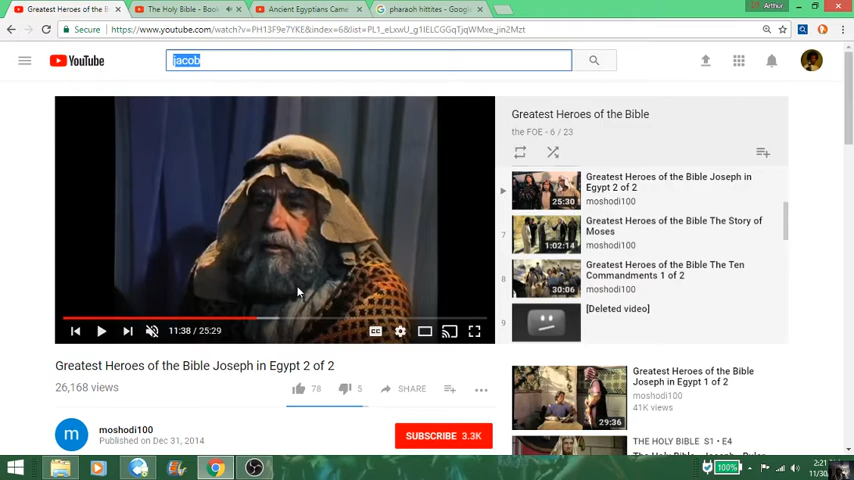 Arthur
Greatest Heroes of the B
The Holy Bible - Book
Ancient Egyptians Came
pharaoh hittites - Google
Secure
https://www.youtube.com/watch?v=PH13F9e7YKE&index=6&list=PL1_eLxwU_g1IELCGGqTjqWMx_jin2Mzt
YouTube
jacob
Greatest Heroes of the Bible
the FOE - 6 / 23
Greatest Heroes of the Bible Joseph in
Egypt 2 of 2
moshodi100
25:30
7
Greatest Heroes of the Bible The Story of
Moses
moshodi100
1:02:14
8
Greatest Heroes of the Bible The Ten
Commandments 1 of 2
moshodi100
30:06
9
[Deleted video]
11:38 / 25:29
CC
Greatest Heroes of the Bible Joseph in Egypt 2 of 2
26,168 views
78
5
SHARE
m
moshodi100
Published on Dec 31, 2014
SUBSCRIBE 3.3K
Greatest Heroes of the Bible
Joseph in Egypt 1 of 2
moshodi100
41K views
29:36
THE HOLY BIBLE S1 • E4
100%
2:21